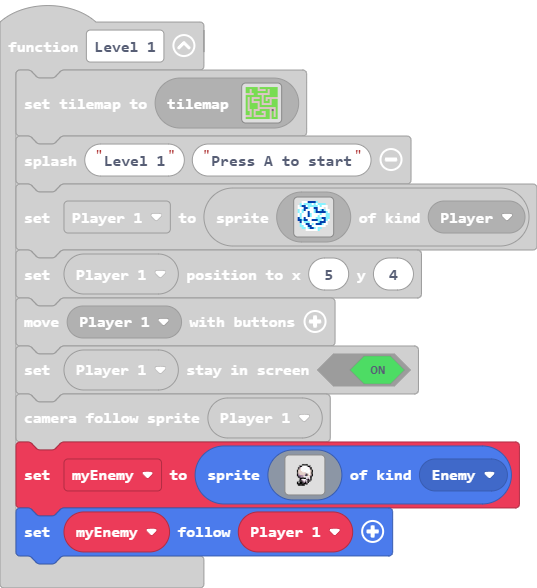 function Level 1
set tilemap to tilemap
splash "Level 1" "Press A to start"
set Player 1 to sprite of kind Player
set Player 1 position to x 5 y 4
move Player 1 with buttons
set Player 1 stay in screen ON
camera follow sprite Player 1
set myEnemy to sprite of kind Enemy
set myEnemy follow Player 1